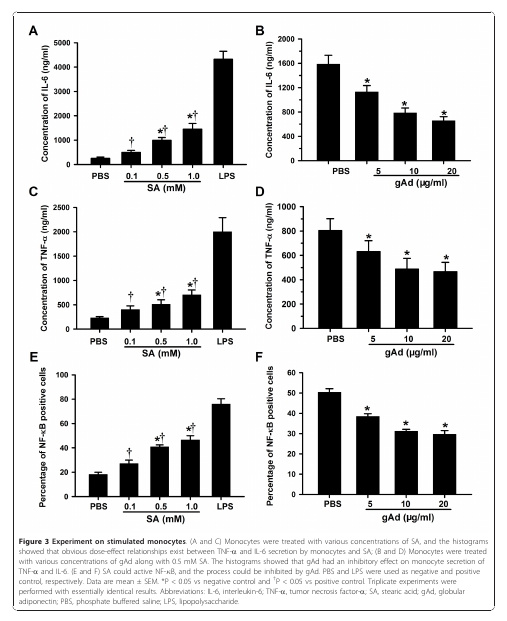 A
Concentration of IL-6 (ng/ml)
5000
4000
3000
2000
1000
0
†
*†
*†
PBS 0.1 0.5 1.0 LPS
SA (mM)
B
Concentration of IL-6 (ng/ml)
2000
1600
1200
800
400
0
*
*
*
PBS 5 10 20
gAd (µg/ml)
C
Concentration of TNF-α (ng/ml)
2500
2000
1500
1000
500
0
†
*†
*†
PBS 0.1 0.5 1.0 LPS
SA (mM)
D
Concentration of TNF-α (ng/ml)
1000
800
600
400
200
0
*
*
*
PBS 5 10 20
gAd (µg/ml)
E
Percentage of NF-κB positive cells
100
80
60
40
20
0
†
*†
*†
PBS 0.1 0.5 1.0 LPS
SA (mM)
F
Percentage of NF-κB positive cells
60
50
40
30
20
10
0
*
*
*
PBS 5 10 20
gAd (µg/ml)
Figure 3 Experiment on stimulated monocytes. (A and C) Monocytes were treated with various concentrations of SA, and the histograms
showed that obvious dose-effect relationships exist between TNF-α and IL-6 secretion by monocytes and SA; (B and D) Monocytes were treated
with various concentrations of gAd along with 0.5 mM SA. The histograms showed that gAd had an inhibitory effect on monocyte secretion of
TNF-α and IL-6. (E and F) SA could active NF-κB, and the process could be inhibited by gAd. PBS and LPS were used as negative and positive
control, respectively. Data are mean ± SEM. *P < 0.05 vs negative control and †P < 0.05 vs positive control. Triplicate experiments were
performed with essentially identical results. Abbreviations: IL-6, interleukin-6; TNF-α, tumor necrosis factor-α; SA, stearic acid; gAd, globular
adiponectin; PBS, phosphate buffered saline; LPS, lipopolysaccharide.